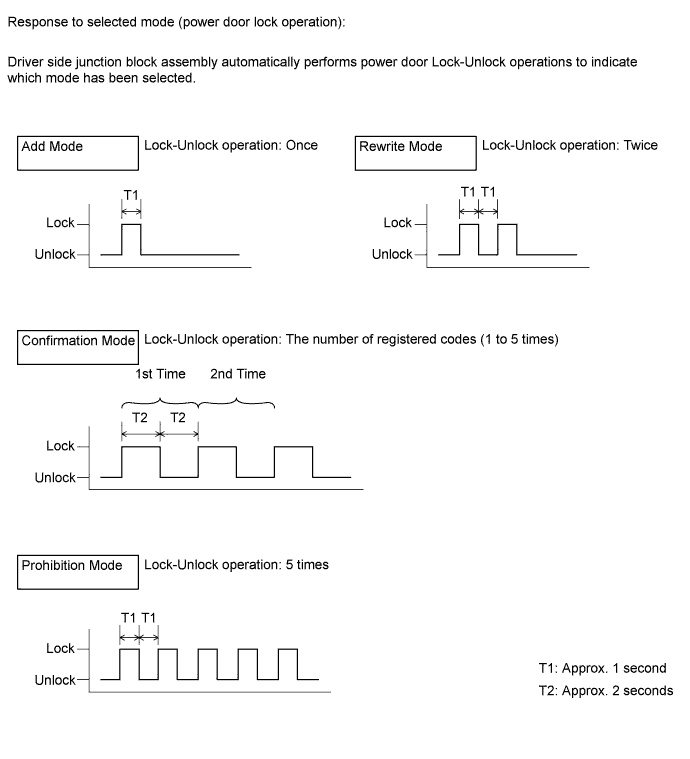 Response to selected mode (power door lock operation):
Driver side junction block assembly automatically performs power door Lock-Unlock operations to indicate
which mode has been selected.
Add Mode
Lock-Unlock operation: Once
T1
Lock
Unlock
Rewrite Mode
Lock-Unlock operation: Twice
T1 T1
Lock
Unlock
Confirmation Mode
Lock-Unlock operation: The number of registered codes (1 to 5 times)
1st Time
2nd Time
T2
T2
Lock
Unlock
Prohibition Mode
Lock-Unlock operation: 5 times
T1 T1
Lock
Unlock
T1: Approx. 1 second
T2: Approx. 2 seconds